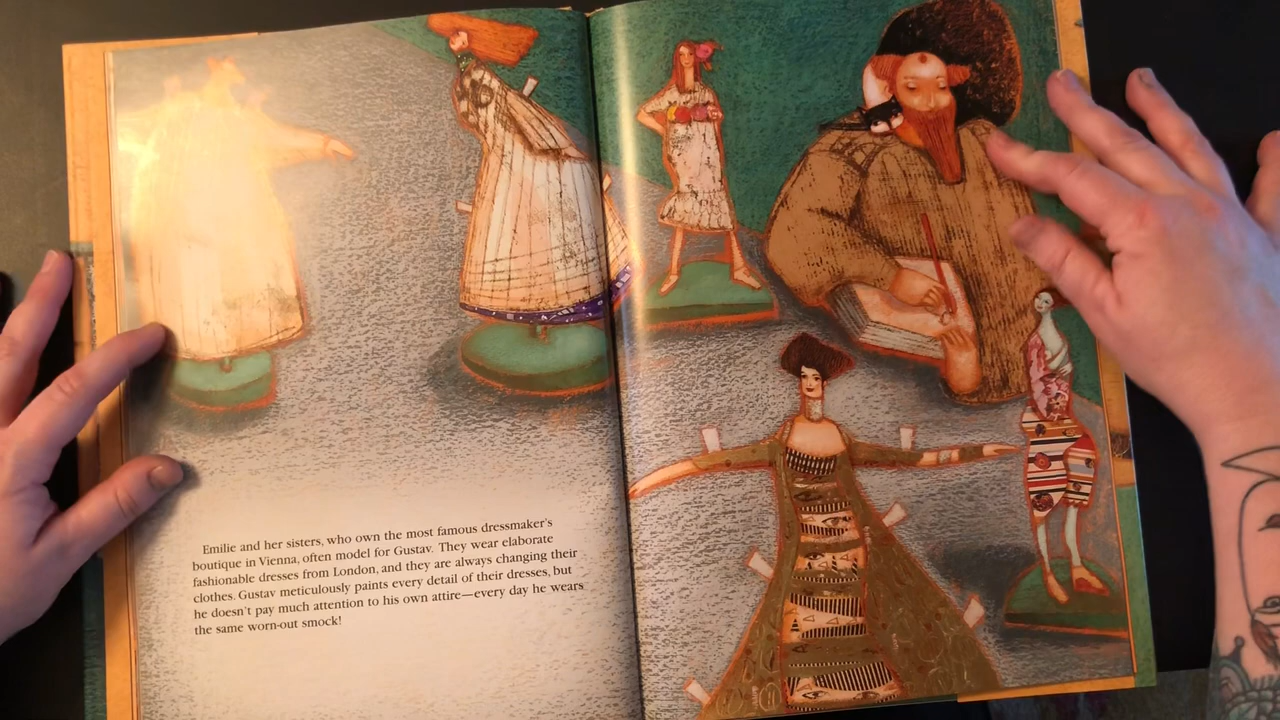 Emilie and her sisters, who own the most famous dressmaker's
boutique in Vienna, often model for Gustav. They wear elaborate
fashionable dresses from London, and they are always changing their
clothes. Gustav meticulously paints every detail of their dresses, but
he doesn't pay much attention to his own attire—every day he wears
the same worn-out smock!